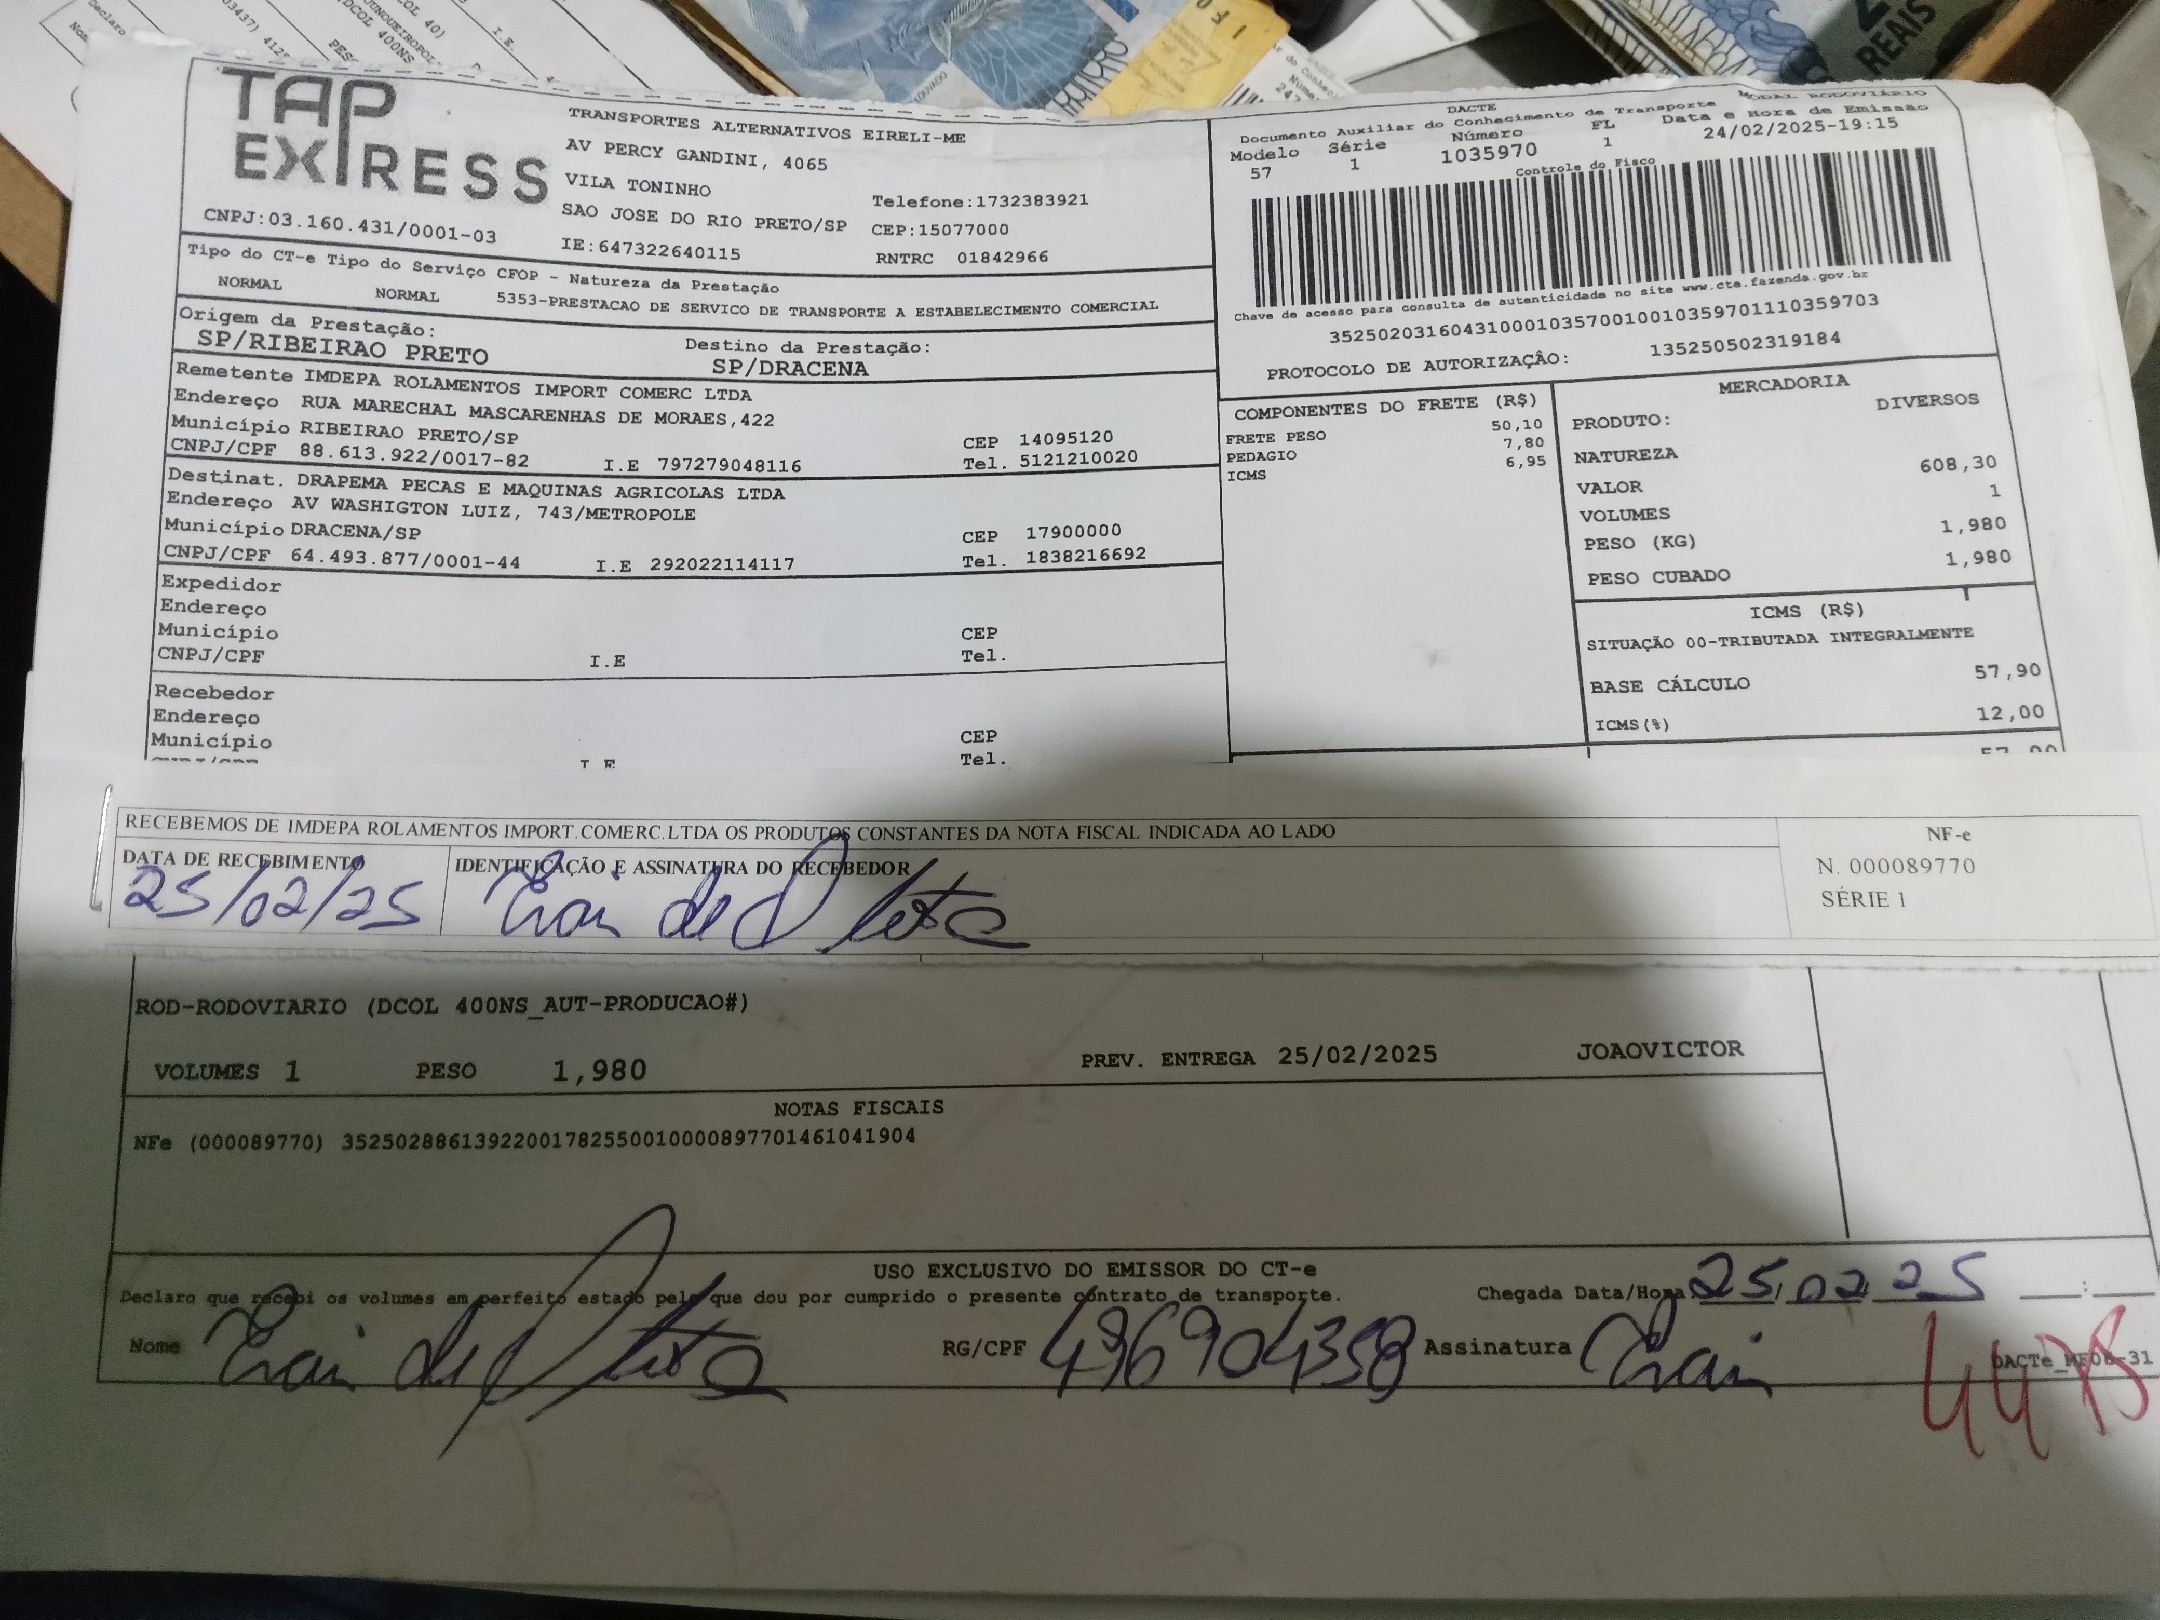 TAP
EXPRESS
CNPJ:03.160.431/0001-03
TRANSPORTES ALTERNATIVOS EIRELI-ME
AV PERCY GANDINI, 4065
VILA TONINHO
SAO JOSE DO RIO PRETO/SP
IE:647322640115
Telefone:1732383921
CEP:15077000
RNTRC 01842966
MODAL RODOVIÁRIO
DACTE
Documento Auxiliar do Conhecimento de Transporte
Modelo Série Número FL Data e Hora de Emissão
57 1 1035970 1 24/02/2025-19:15
Controle do Fisco
Chave de acesso para consulta de autenticidade no site www.cte.fazenda.gov.br
35250203160431000103570010010359701110359703
PROTOCOLO DE AUTORIZAÇÂO: 135250502319184
Tipo do CT-e Tipo do Serviço CFOP - Natureza da Prestação
NORMAL NORMAL 5353-PRESTACAO DE SERVICO DE TRANSPORTE A ESTABELECIMENTO COMERCIAL
Origem da Prestação: Destino da Prestação:
SP/RIBEIRAO PRETO SP/DRACENA
Remetente IMDEPA ROLAMENTOS IMPORT COMERC LTDA
Endereço RUA MARECHAL MASCARENHAS DE MORAES,422
Município RIBEIRAO PRETO/SP CEP 14095120
CNPJ/CPF 88.613.922/0017-82 I.E 797279048116 Tel. 5121210020
Destinat. DRAPEMA PECAS E MAQUINAS AGRICOLAS LTDA
Endereço AV WASHIGTON LUIZ, 743/METROPOLE
Município DRACENA/SP CEP 17900000
CNPJ/CPF 64.493.877/0001-44 I.E 292022114117 Tel. 1838216692
Expedidor
Endereço
Município CEP
CNPJ/CPF I.E Tel.
Recebedor
Endereço
Município CEP
I E Tel.
COMPONENTES DO FRETE (R$)
FRETE PESO 50,10
PEDAGIO 7,80
ICMS 6,95
MERCADORIA
PRODUTO: DIVERSOS
NATUREZA
VALOR 608,30
VOLUMES 1
PESO (KG) 1,980
PESO CUBADO 1,980
ICMS (R$)
SITUAÇÃO 00-TRIBUTADA INTEGRALMENTE
BASE CÁLCULO 57,90
ICMS(%) 12,00
RECEBEMOS DE IMDEPA ROLAMENTOS IMPORT.COMERC.LTDA OS PRODUTOS CONSTANTES DA NOTA FISCAL INDICADA AO LADO
DATA DE RECEBIMENTO IDENTIFICAÇÃO E ASSINATURA DO RECEBEDOR
25/02/25
NF-e
N. 000089770
SÉRIE 1
ROD-RODOVIARIO (DCOL 400NS_AUT-PRODUCAO#)
VOLUMES 1 PESO 1,980 PREV. ENTREGA 25/02/2025 JOAOVICTOR
NOTAS FISCAIS
NFe (000089770) 35250288613922001782550010000897701461041904
USO EXCLUSIVO DO EMISSOR DO CT-e
Declaro que recebi os volumes em perfeito estado pelo que dou por cumprido o presente contrato de transporte. Chegada Data/Hora 25/02 25
Nome RG/CPF 496904358 Assinatura
REAIS